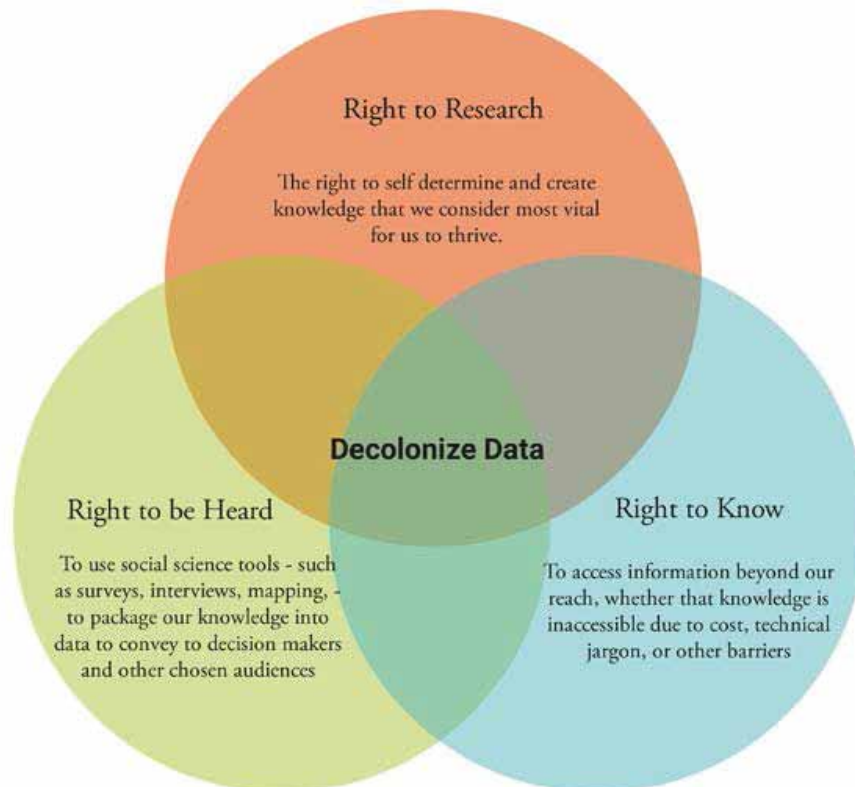 Right to Research
The right to self determine and create
knowledge that we consider most vital
for us to thrive.
Decolonize Data
Right to be Heard
To use social science tools - such
as surveys, interviews, mapping, -
to package our knowledge into
data to convey to decision makers
and other chosen audiences
Right to Know
To access information beyond our
reach, whether that knowledge is
inaccessible due to cost, technical
jargon, or other barriers